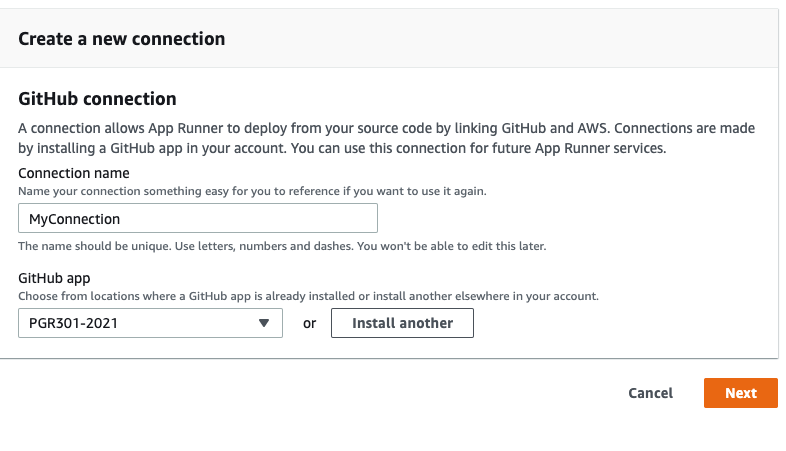 Create a new connection
GitHub connection
A connection allows App Runner to deploy from your source code by linking GitHub and AWS. Connections are made
by installing a GitHub app in your account. You can use this connection for future App Runner services.
Connection name
Name your connection something easy for you to reference if you want to use it again.
MyConnection
The name should be unique. Use letters, numbers and dashes. You won't be able to edit this later.
GitHub app
Choose from locations where a GitHub app is already installed or install another elsewhere in your account.
PGR301-2021 or Install another
Cancel Next